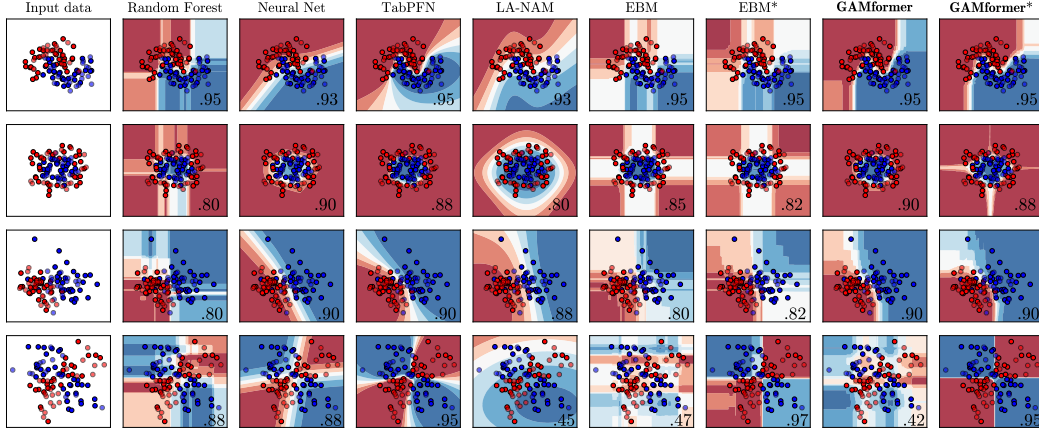 Input data Random Forest Neural Net TabPFN LA-NAM EBM EBM* GAMformer GAMformer*
.95 .93 .95 .93 .95 .95 .95 .95
.80 .90 .88 .80 .85 .82 .90 .88
.80 .90 .90 .88 .80 .82 .90 .90
.88 .88 .95 .45 .47 .97 .42 .95